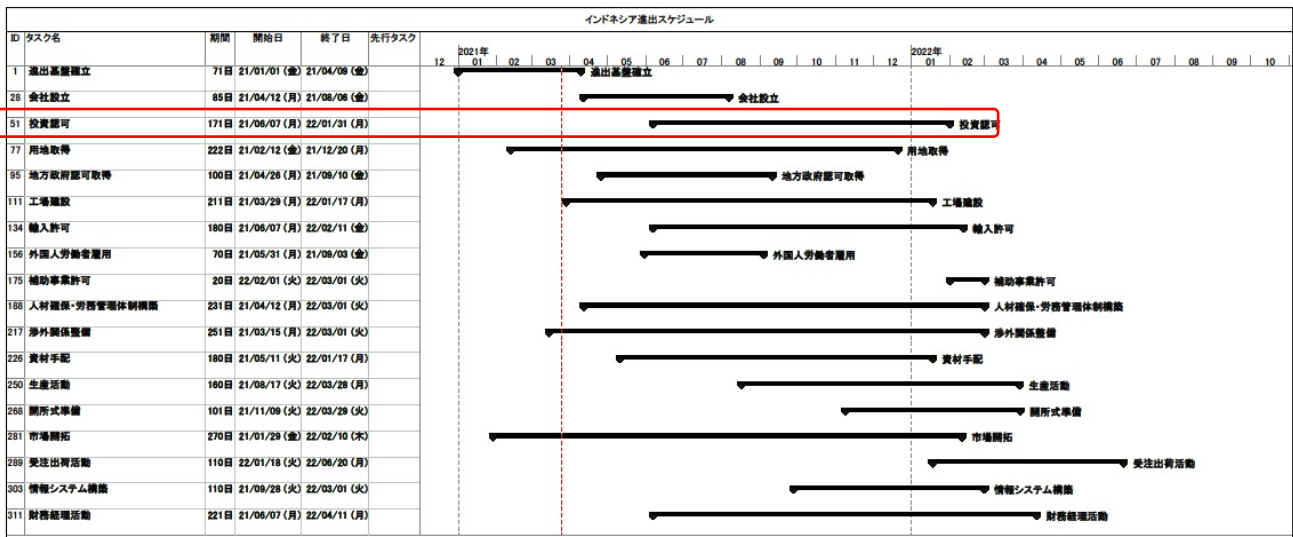 インドネシア進出スケジュール
ID タスク名 期間 開始日 終了日 先行タスク
2021年 2022年
12 01 02 03 04 05 06 07 08 09 10 11 12 01 02 03 04 05 06 07 08 09 10
1 進出基盤確立 71日 21/01/01 (金) 21/04/09 (金) 進出基盤確立
28 会社設立 85日 21/04/12 (月) 21/08/06 (金) 会社設立
51 投資認可 171日 21/06/07 (月) 22/01/31 (月) 投資認可
77 用地取得 222日 21/02/12 (金) 21/12/20 (月) 用地取得
95 地方政府認可取得 100日 21/04/26 (月) 21/09/10 (金) 地方政府認可取得
111 工場建設 211日 21/03/29 (月) 22/01/17 (月) 工場建設
134 輸入許可 180日 21/06/07 (月) 22/02/11 (金) 輸入許可
156 外国人労働者雇用 70日 21/05/31 (月) 21/09/03 (金) 外国人労働者雇用
175 補助事業許可 20日 22/02/01 (火) 22/03/01 (火) 補助事業許可
188 人材確保・労務管理体制構築 231日 21/04/12 (月) 22/03/01 (火) 人材確保・労務管理体制構築
217 渉外関係整備 251日 21/03/15 (月) 22/03/01 (火) 渉外関係整備
226 資材手配 180日 21/05/11 (火) 22/01/17 (月) 資材手配
250 生産活動 160日 21/08/17 (火) 22/03/28 (月) 生産活動
268 開所式準備 101日 21/11/09 (火) 22/03/29 (火) 開所式準備
281 市場開拓 270日 21/01/29 (金) 22/02/10 (木) 市場開拓
289 受注出荷活動 110日 22/01/18 (火) 22/06/20 (月) 受注出荷活動
303 情報システム構築 110日 21/09/28 (火) 22/03/01 (火) 情報システム構築
311 財務経理活動 221日 21/06/07 (月) 22/04/11 (月) 財務経理活動